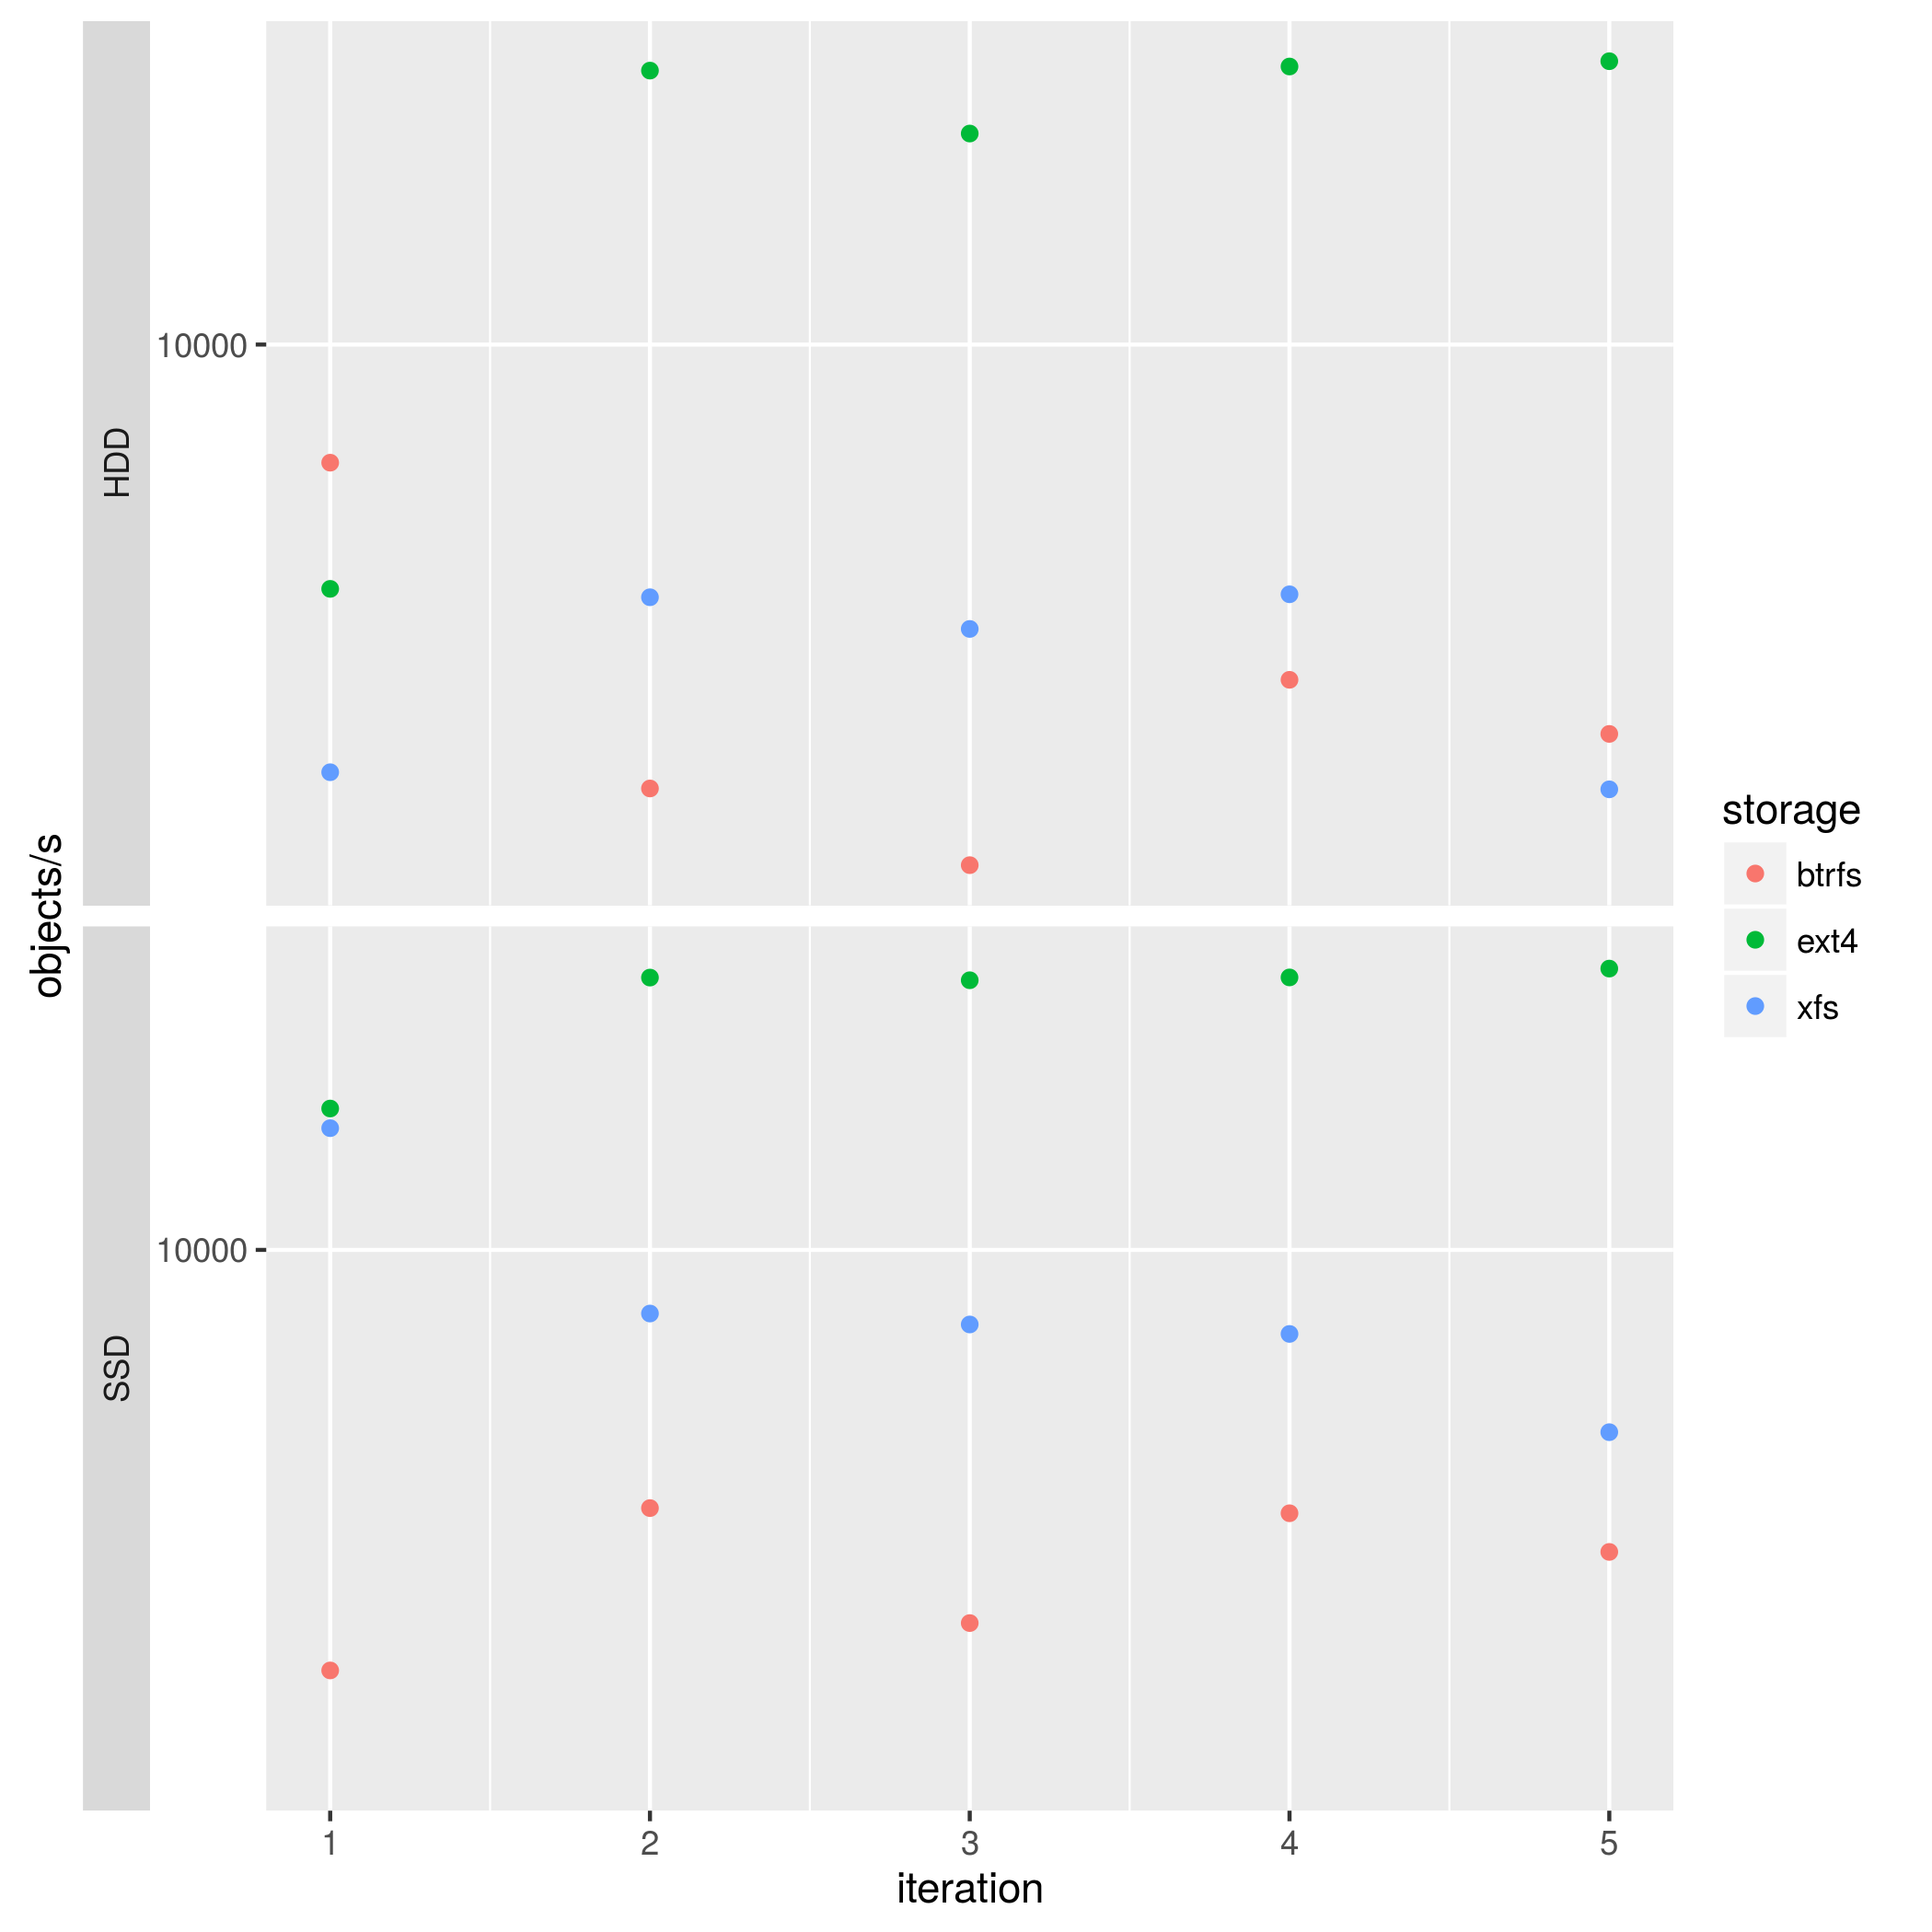 objects/s
HDD
10000
SSD
10000
1 2 3 4 5
iteration
storage
btrfs
ext4
xfs